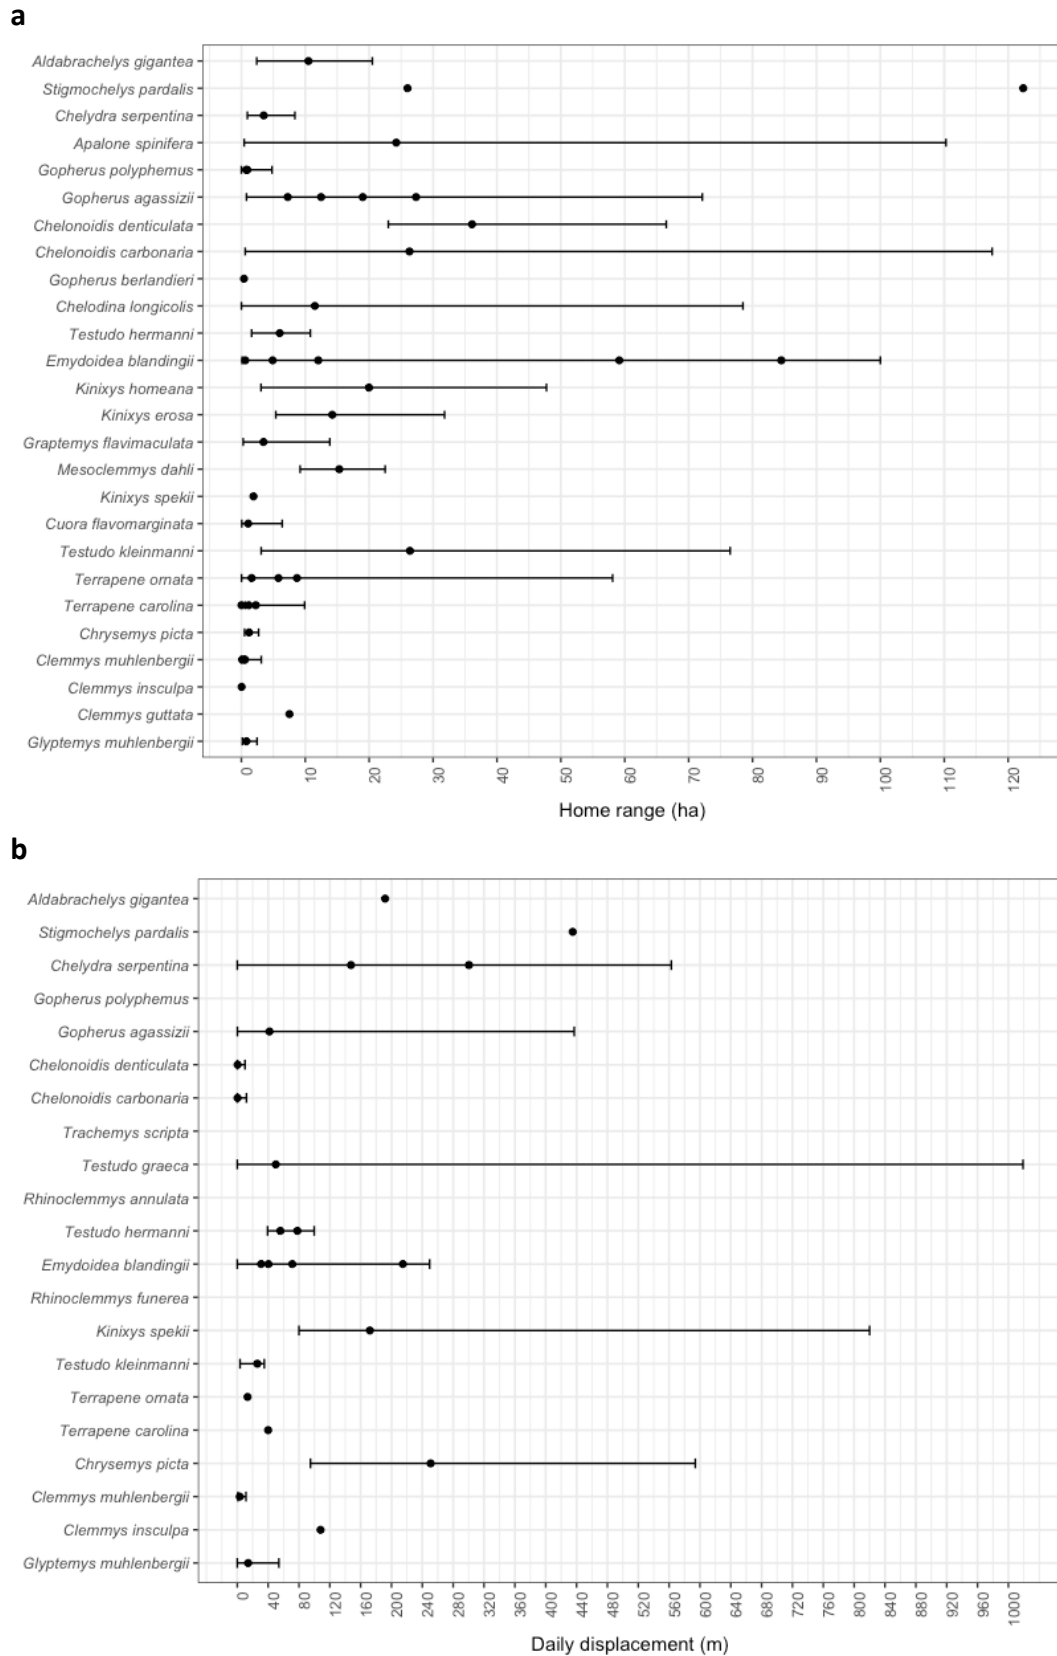 a
Aldabrachelys gigantea
Stigmochelys pardalis
Chelydra serpentina
Apalone spinifera
Gopherus polyphemus
Gopherus agassizii
Chelonoidis denticulata
Chelonoidis carbonaria
Gopherus berlandieri
Chelodina longicolis
Testudo hermanni
Emydoidea blandingii
Kinixys homeana
Kinixys erosa
Graptemys flavimaculata
Mesoclemmys dahli
Kinixys spekii
Cuora flavomarginata
Testudo kleinmanni
Terrapene ornata
Terrapene carolina
Chrysemys picta
Clemmys muhlenbergii
Clemmys insculpa
Clemmys guttata
Glyptemys muhlenbergii
0 10 20 30 40 50 60 70 80 90 100 110 120
Home range (ha)
b
Aldabrachelys gigantea
Stigmochelys pardalis
Chelydra serpentina
Gopherus polyphemus
Gopherus agassizii
Chelonoidis denticulata
Chelonoidis carbonaria
Trachemys scripta
Testudo graeca
Rhinoclemmys annulata
Testudo hermanni
Emydoidea blandingii
Rhinoclemmys funerea
Kinixys spekii
Testudo kleinmanni
Terrapene ornata
Terrapene carolina
Chrysemys picta
Clemmys muhlenbergii
Clemmys insculpa
Glyptemys muhlenbergii
0 40 80 120 160 200 240 280 320 360 400 440 480 520 560 600 640 680 720 760 800 840 880 920 960 1000
Daily displacement (m)